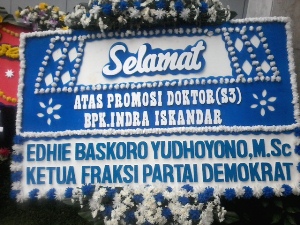 Selamat
ATAS PROMOSI DOKTOR(S3)
BPK.INDRA ISKANDAR
EDHIE BASKORO YUDHOYONO,M.Sc
KETUA FRAKSI PARTAI DEMOKRAT